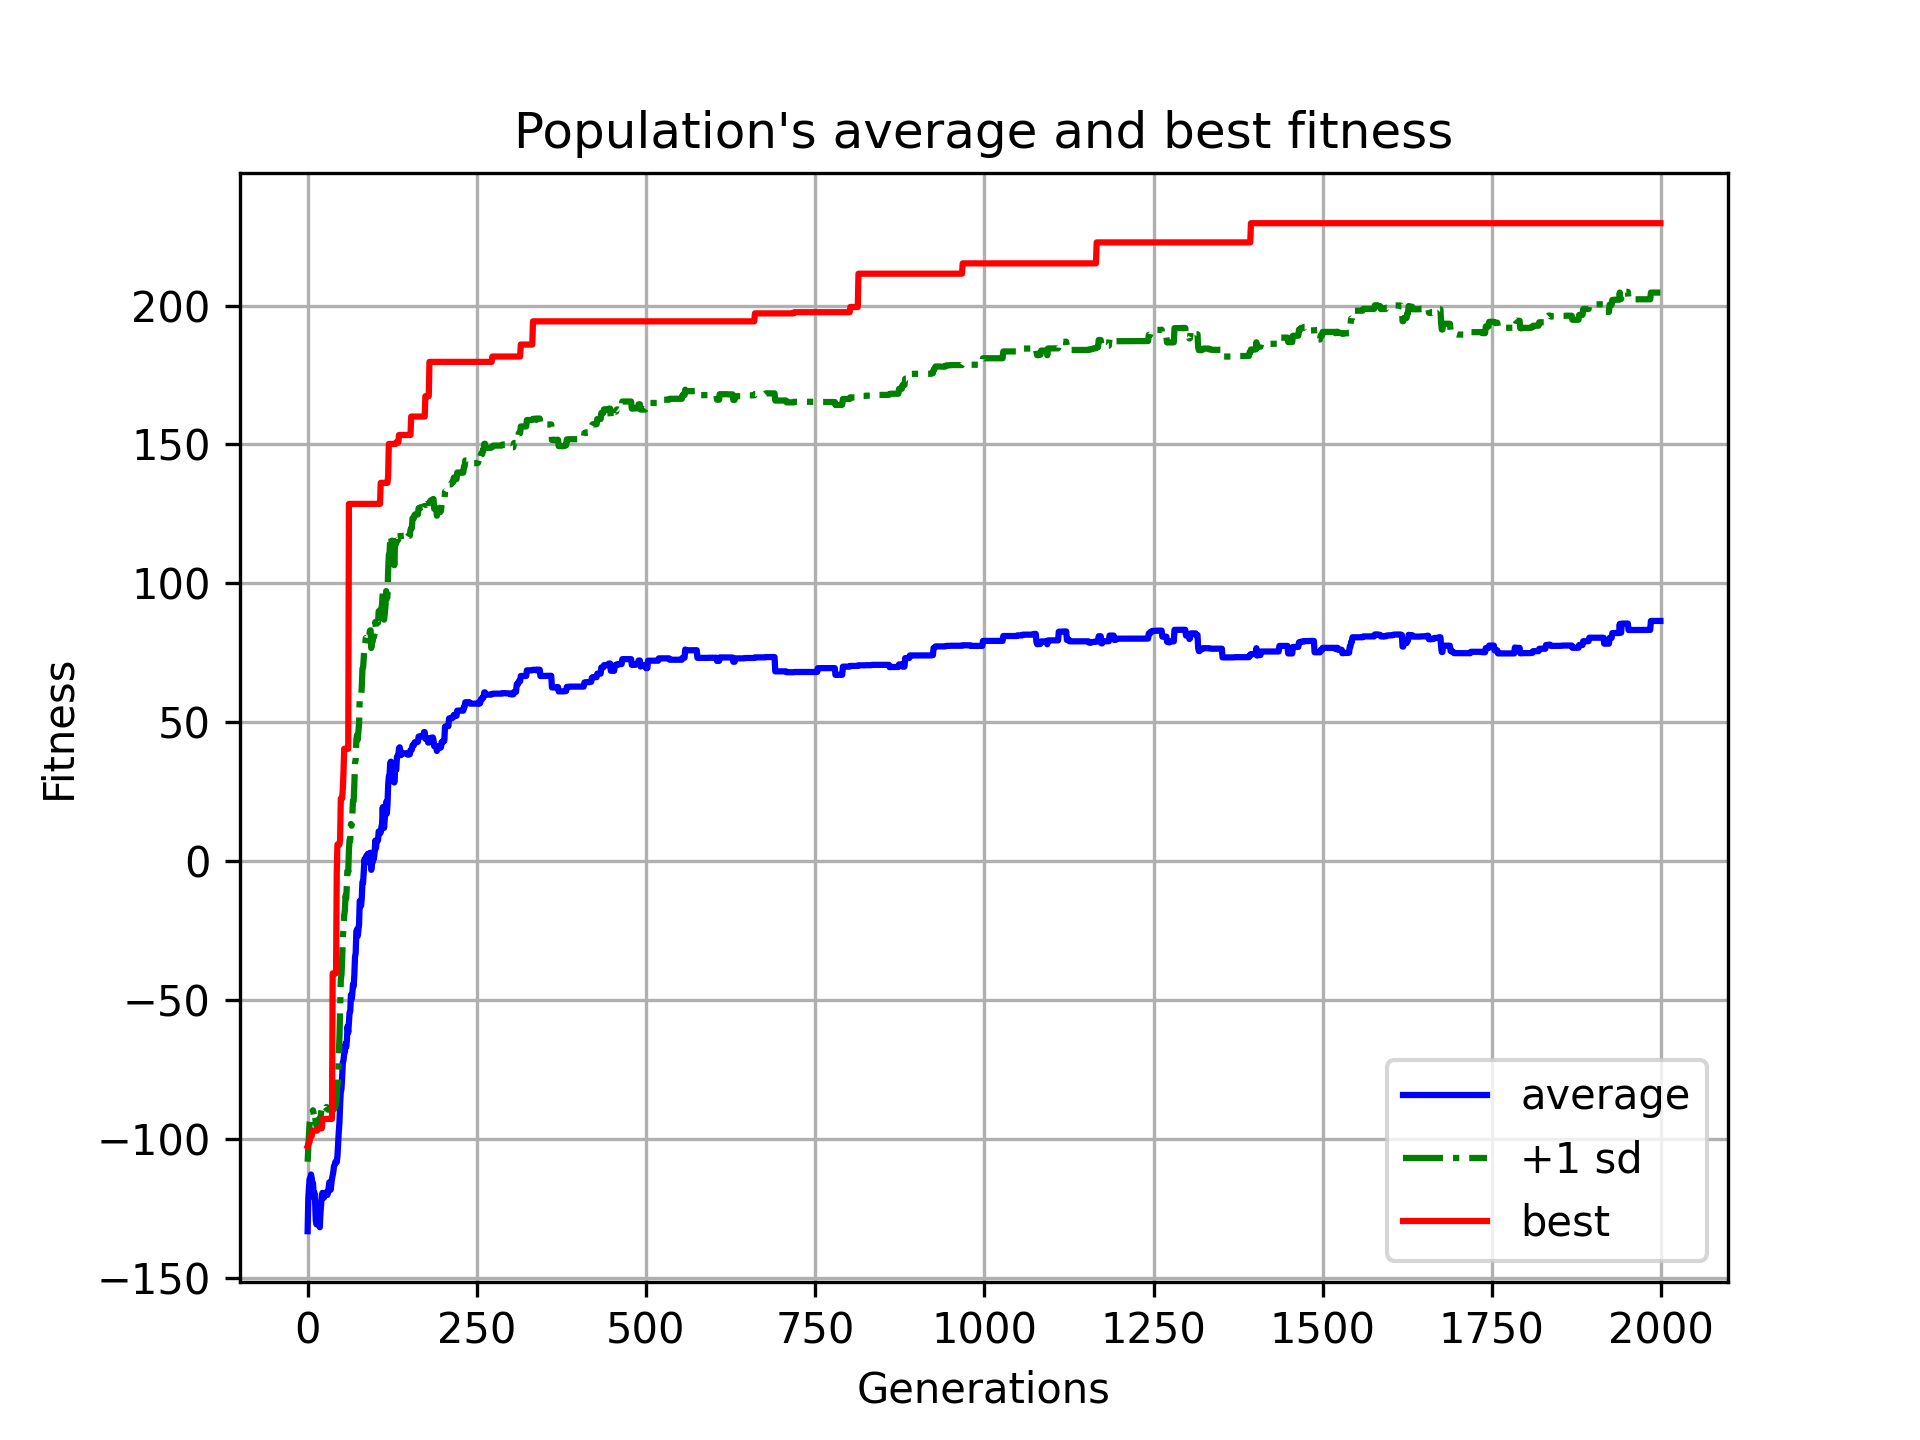 Population's average and best fitness
Fitness
200
150
100
50
0
−50
−100
−150
0 250 500 750 1000 1250 1500 1750 2000
Generations
average
+1 sd
best